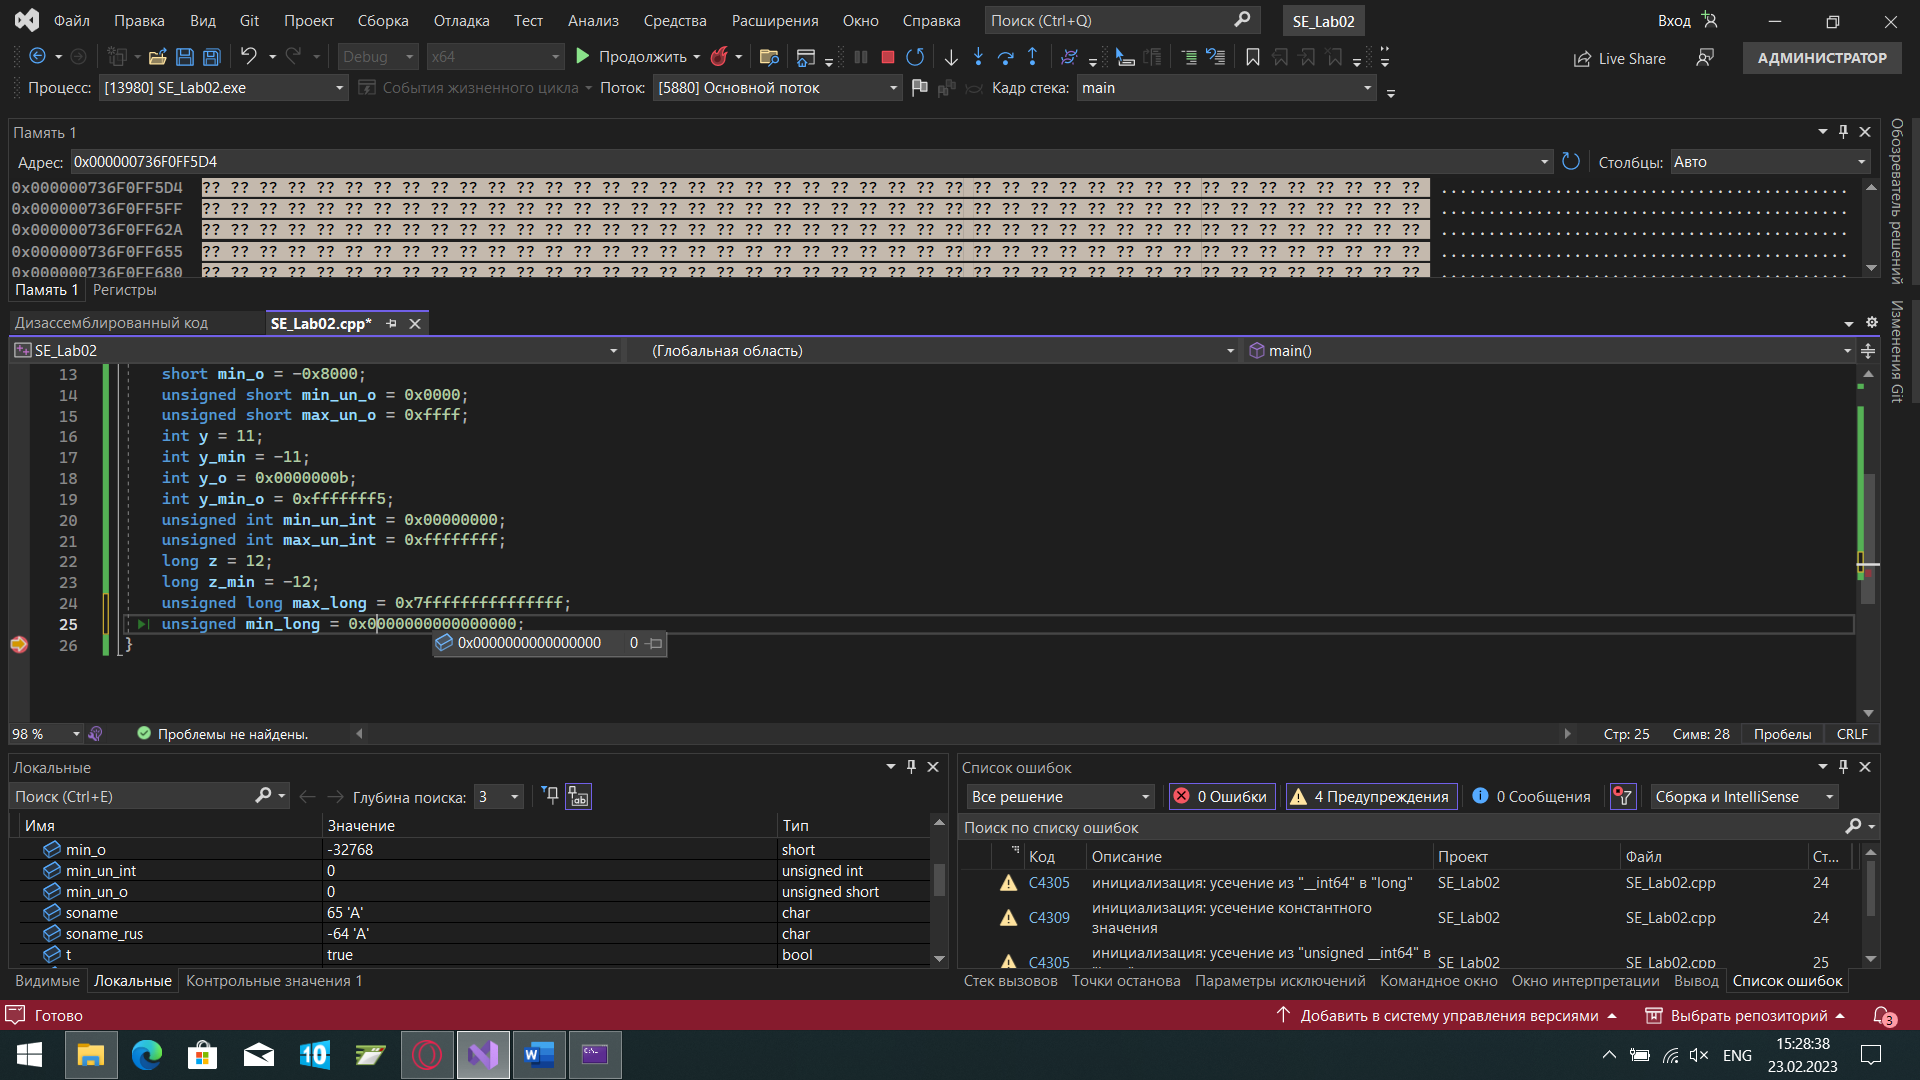 Файл Правка Вид Git Проект Сборка Отладка Тест Анализ Средства Расширения Окно Справка Поиск (Ctrl+Q) SE_Lab02 Вход
Debug x64 Продолжить Live Share АДМИНИСТРАТОР
Процесс: [13980] SE_Lab02.exe События жизненного цикла Поток: [5880] Основной поток Кадр стека: main
Память 1
Адрес: 0x000000736F0FF5D4 Столбцы: Авто
0x000000736F0FF5D4 ?? ?? ?? ?? ?? ?? ?? ?? ?? ?? ?? ?? ?? ?? ?? ?? ?? ?? ?? ?? ?? ?? ?? ?? ?? ?? ?? ?? ?? ?? ?? ?? ?? ?? ?? ?? ?? ?? ?? ?? ?? ?? ?? ...........................................
0x000000736F0FF5FF ?? ?? ?? ?? ?? ?? ?? ?? ?? ?? ?? ?? ?? ?? ?? ?? ?? ?? ?? ?? ?? ?? ?? ?? ?? ?? ?? ?? ?? ?? ?? ?? ?? ?? ?? ?? ?? ?? ?? ?? ?? ?? ?? ...........................................
0x000000736F0FF62A ?? ?? ?? ?? ?? ?? ?? ?? ?? ?? ?? ?? ?? ?? ?? ?? ?? ?? ?? ?? ?? ?? ?? ?? ?? ?? ?? ?? ?? ?? ?? ?? ?? ?? ?? ?? ?? ?? ?? ?? ?? ?? ?? ...........................................
0x000000736F0FF655 ?? ?? ?? ?? ?? ?? ?? ?? ?? ?? ?? ?? ?? ?? ?? ?? ?? ?? ?? ?? ?? ?? ?? ?? ?? ?? ?? ?? ?? ?? ?? ?? ?? ?? ?? ?? ?? ?? ?? ?? ?? ?? ?? ...........................................
0x000000736F0FF680 ?? ?? ?? ?? ?? ?? ?? ?? ?? ?? ?? ?? ?? ?? ?? ?? ?? ?? ?? ?? ?? ?? ?? ?? ?? ?? ?? ?? ?? ?? ?? ?? ?? ?? ?? ?? ?? ?? ?? ?? ?? ?? ?? ...........................................
Память 1 Регистры
Обозреватель решений
Изменения Git
Дизассемблированный код SE_Lab02.cpp*
SE_Lab02 (Глобальная область) main()
13 short min_o = -0x8000;
14 unsigned short min_un_o = 0x0000;
15 unsigned short max_un_o = 0xffff;
16 int y = 11;
17 int y_min = -11;
18 int y_o = 0x0000000b;
19 int y_min_o = 0xfffffff5;
20 unsigned int min_un_int = 0x00000000;
21 unsigned int max_un_int = 0xffffffff;
22 long z = 12;
23 long z_min = -12;
24 unsigned long max_long = 0x7fffffffffffffff;
25 unsigned min_long = 0x0000000000000000;
0x0000000000000000 0
26 }
98 % Проблемы не найдены. Стр: 25 Симв: 28 Пробелы CRLF
Локальные
Поиск (Ctrl+E) Глубина поиска: 3
Имя Значение Тип
min_o -32768 short
min_un_int 0 unsigned int
min_un_o 0 unsigned short
soname 65 'A' char
soname_rus -64 'А' char
t true bool
Видимые Локальные Контрольные значения 1
Список ошибок
Все решение 0 Ошибки 4 Предупреждения 0 Сообщения Сборка и IntelliSense
Поиск по списку ошибок
Код Описание Проект Файл Ст...
C4305 инициализация: усечение из "__int64" в "long" SE_Lab02 SE_Lab02.cpp 24
C4309 инициализация: усечение константного значения SE_Lab02 SE_Lab02.cpp 24
C4305 инициализация: усечение из "unsigned __int64" в SE_Lab02 SE_Lab02.cpp 25
Стек вызовов Точки останова Параметры исключений Командное окно Окно интерпретации Вывод Список ошибок
Готово Добавить в систему управления версиями Выбрать репозиторий 3
10 W ENG 15:28:38
23.02.2023